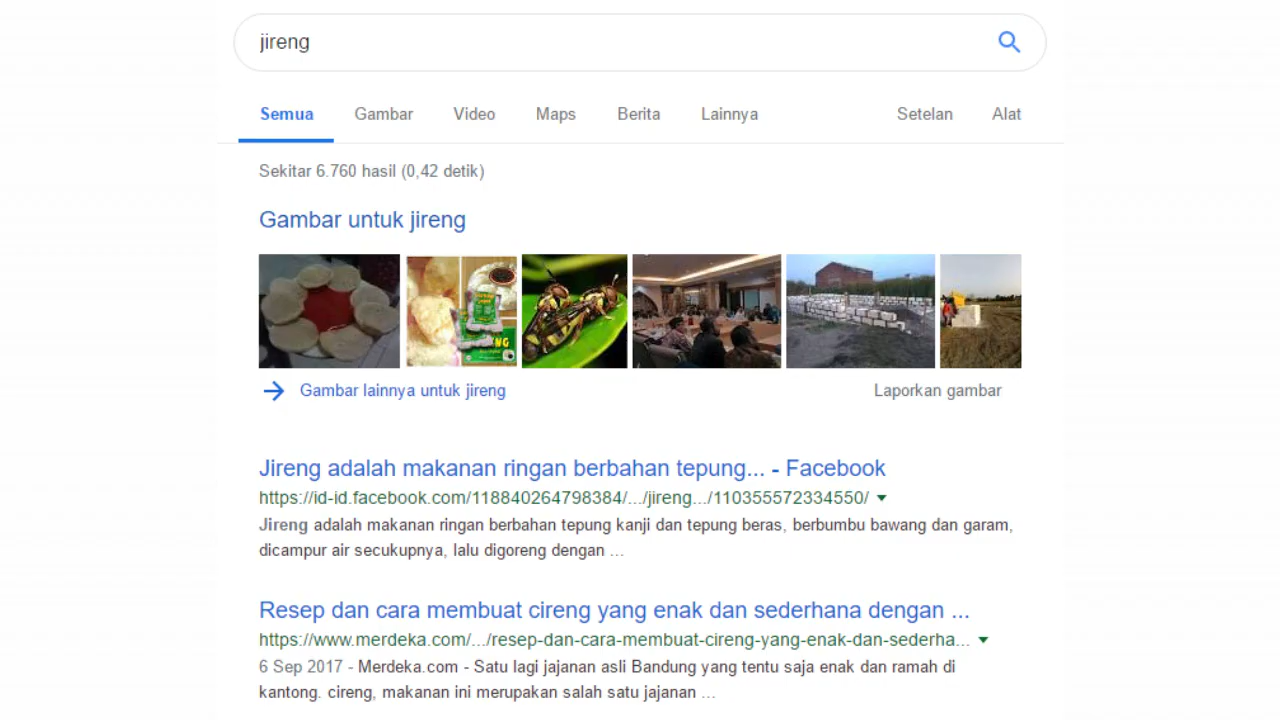 jireng
Semua Gambar Video Maps Berita Lainnya Setelan Alat
Sekitar 6.760 hasil (0,42 detik)
Gambar untuk jireng
NG
Gambar lainnya untuk jireng Laporkan gambar
Jireng adalah makanan ringan berbahan tepung... - Facebook
https://id-id.facebook.com/118840264798384/.../jireng.../110355572334550/
Jireng adalah makanan ringan berbahan tepung kanji dan tepung beras, berbumbu bawang dan garam,
dicampur air secukupnya, lalu digoreng dengan ...
Resep dan cara membuat cireng yang enak dan sederhana dengan ...
https://www.merdeka.com/.../resep-dan-cara-membuat-cireng-yang-enak-dan-sederha...
6 Sep 2017 - Merdeka.com - Satu lagi jajanan asli Bandung yang tentu saja enak dan ramah di
kantong. cireng, makanan ini merupakan salah satu jajanan ...